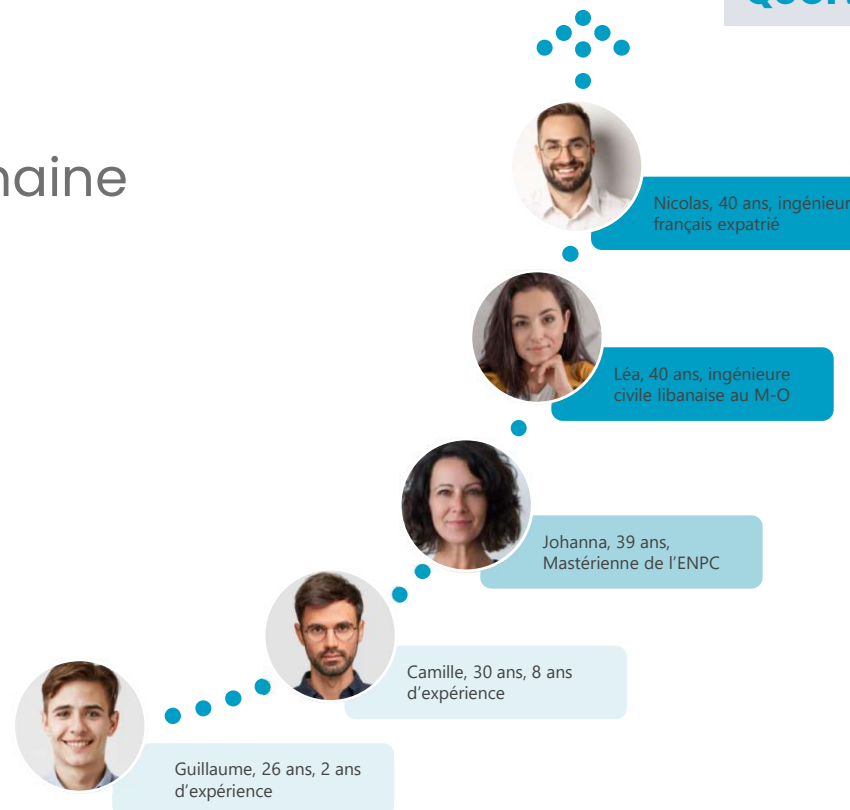 Nicolas, 40 ans, ingénieur
français expatrié
Léa, 40 ans, ingénieure
civile libanaise au M-O
Johanna, 39 ans,
Mastérienne de l'ENPC
Camille, 30 ans, 8 ans
d'expérience
Guillaume, 26 ans, 2 ans
d'expérience